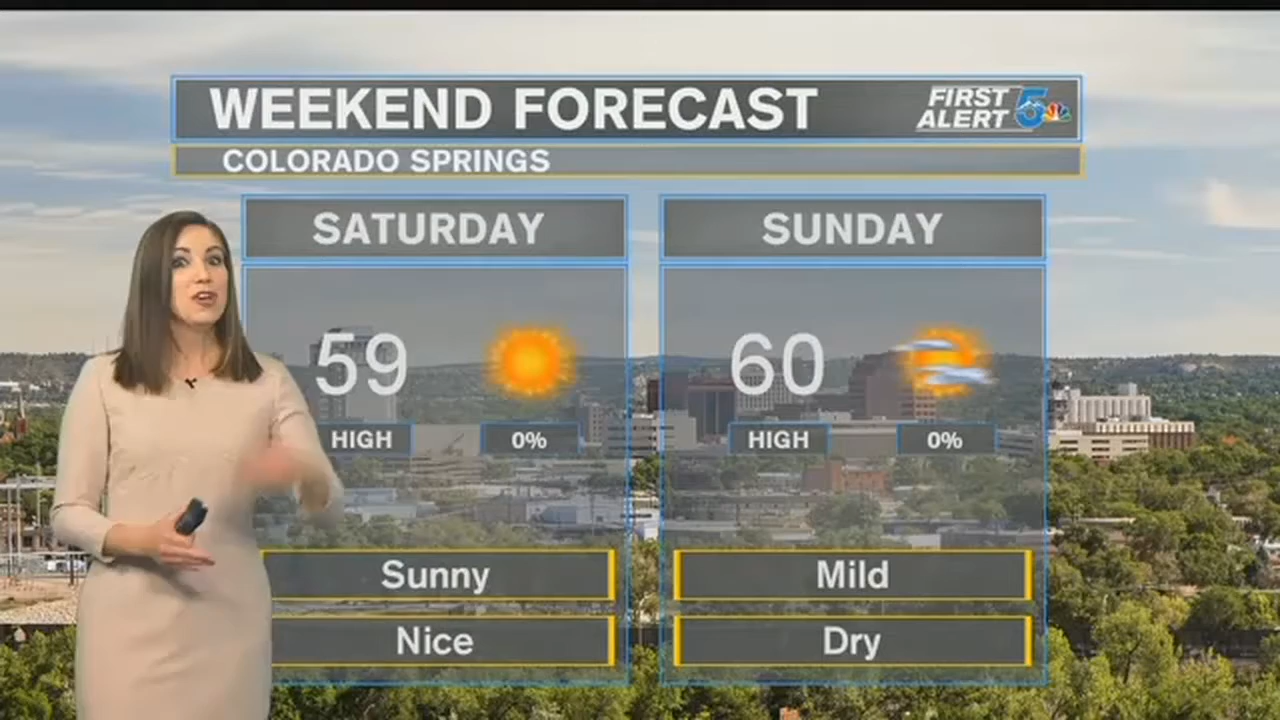 WEEKEND FORECAST
FIRST
ALERT 5
COLORADO SPRINGS
SATURDAY
59
HIGH
0%
Sunny
Nice
SUNDAY
60
HIGH
0%
Mild
Dry